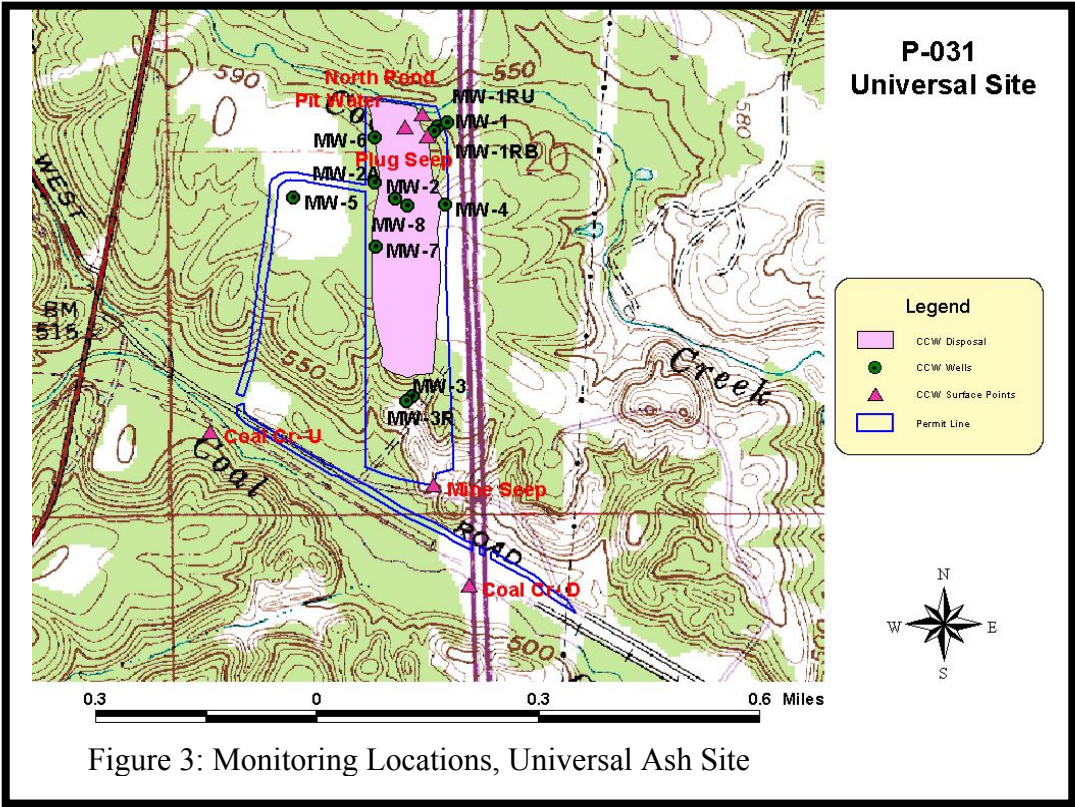 P-031
Universal Site
590
North Pond
550
Pit Water
MW-1RU
MW-1
580
MW-6
MW-1RB
20
Plug Seep
WEST
MW-2A
MW-2
MW-5
MW-4
MW-8
MW-7
BM
515
550
Creek
MW-3
MW-3R
Coal Cr-U
Coal
Mine Seep
ROAD
Coal Cr-D
500
Legend
CCW Disposal
CCW Wells
CCW Surface Points
Permit Line
N
W
E
S
0.3 0 0.3 0.6 Miles
Figure 3: Monitoring Locations, Universal Ash Site